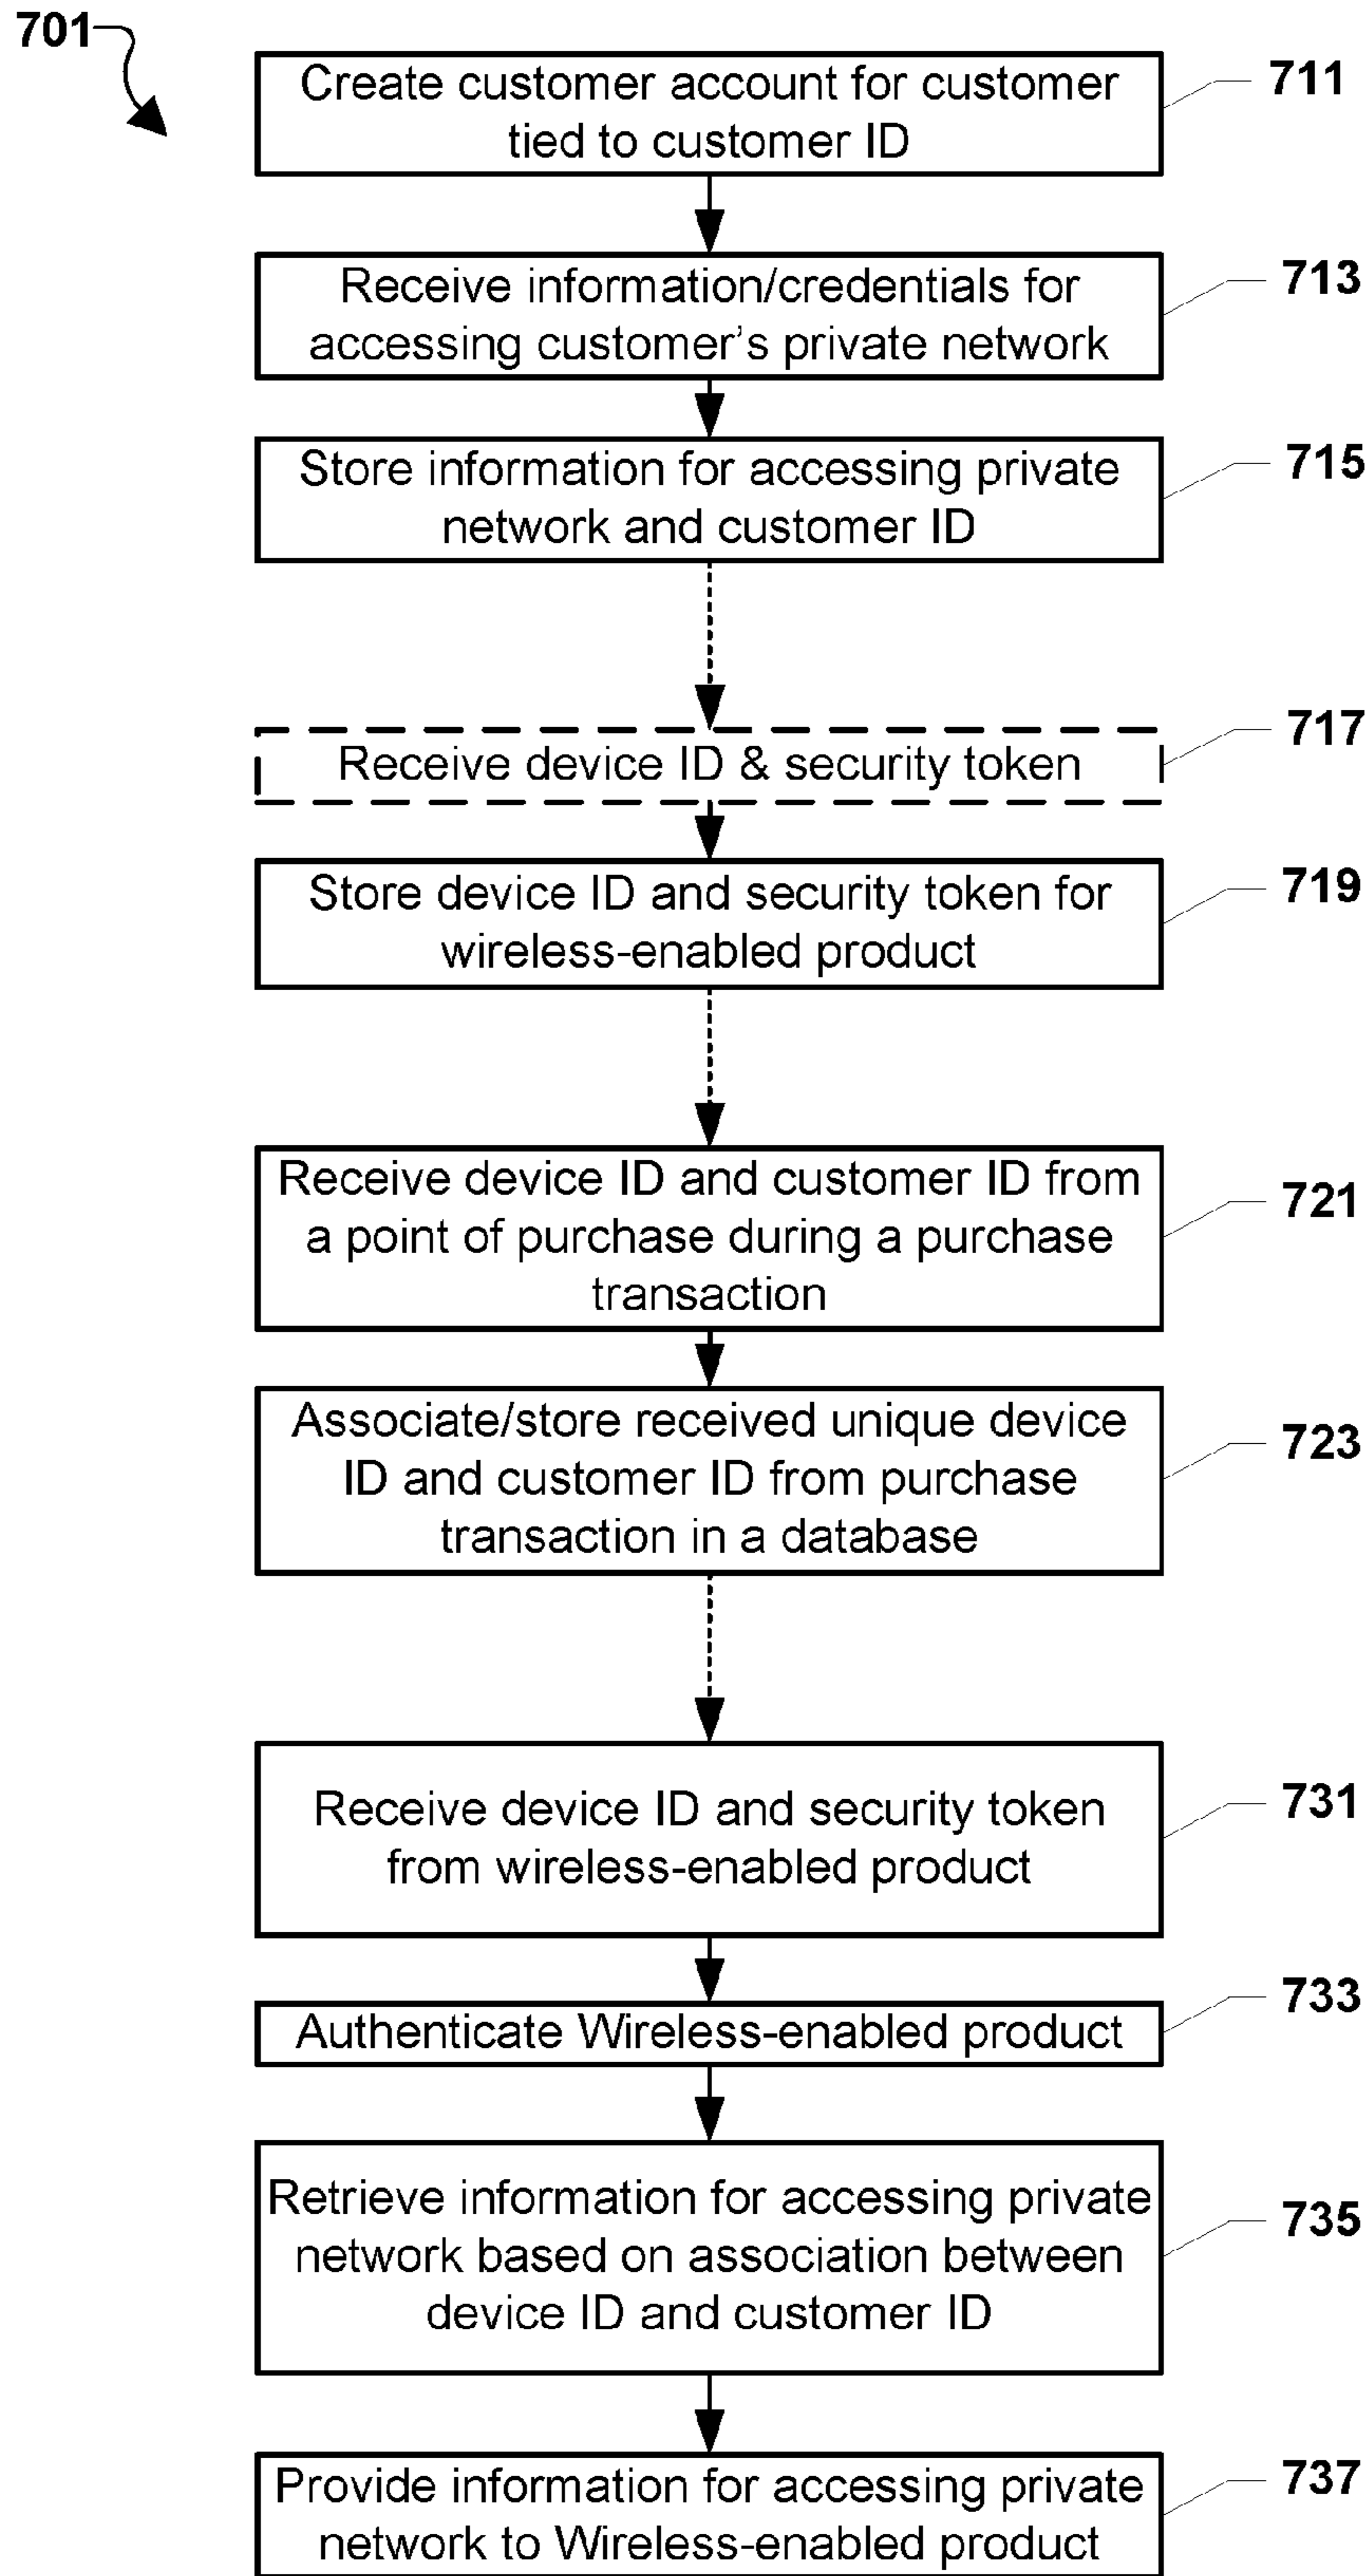 701
Create customer account for customer
tied to customer ID
711
Receive information/credentials for
accessing customer's private network
713
Store information for accessing private
network and customer ID
715
Receive device ID & security token
717
Store device ID and security token for
wireless-enabled product
719
Receive device ID and customer ID from
a point of purchase during a purchase
transaction
721
Associate/store received unique device
ID and customer ID from purchase
transaction in a database
723
Receive device ID and security token
from wireless-enabled product
731
Authenticate Wireless-enabled product
733
Retrieve information for accessing private
network based on association between
device ID and customer ID
735
Provide information for accessing private
network to Wireless-enabled product
737